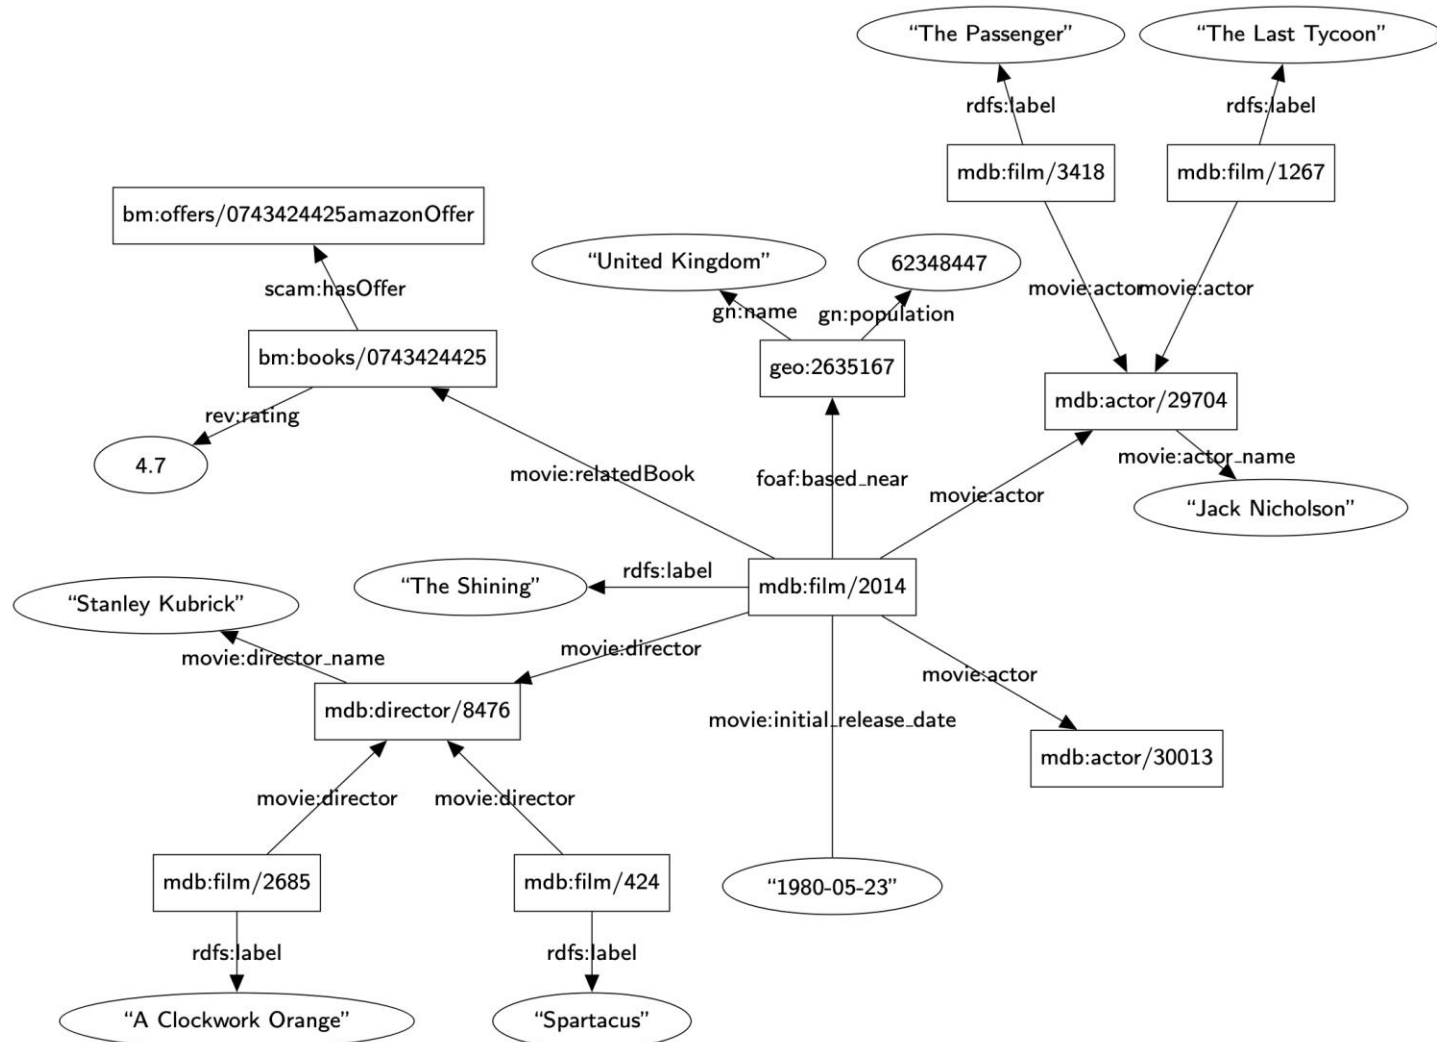 “The Passenger”
“The Last Tycoon”
rdfs:label
rdfs:label
mdb:film/3418
mdb:film/1267
bm:offers/0743424425amazonOffer
“United Kingdom”
62348447
scam:hasOffer
movie:actor
movie:actor
gn:name
gn:population
bm:books/0743424425
geo:2635167
mdb:actor/29704
rev:rating
4.7
movie:relatedBook
foaf:based_near
movie:actor
movie:actor_name
“Jack Nicholson”
rdfs:label
“The Shining”
mdb:film/2014
“Stanley Kubrick”
movie:director_name
movie:director
movie:actor
mdb:director/8476
movie:initial_release_date
mdb:actor/30013
movie:director
movie:director
mdb:film/2685
mdb:film/424
“1980-05-23”
rdfs:label
rdfs:label
“A Clockwork Orange”
“Spartacus”